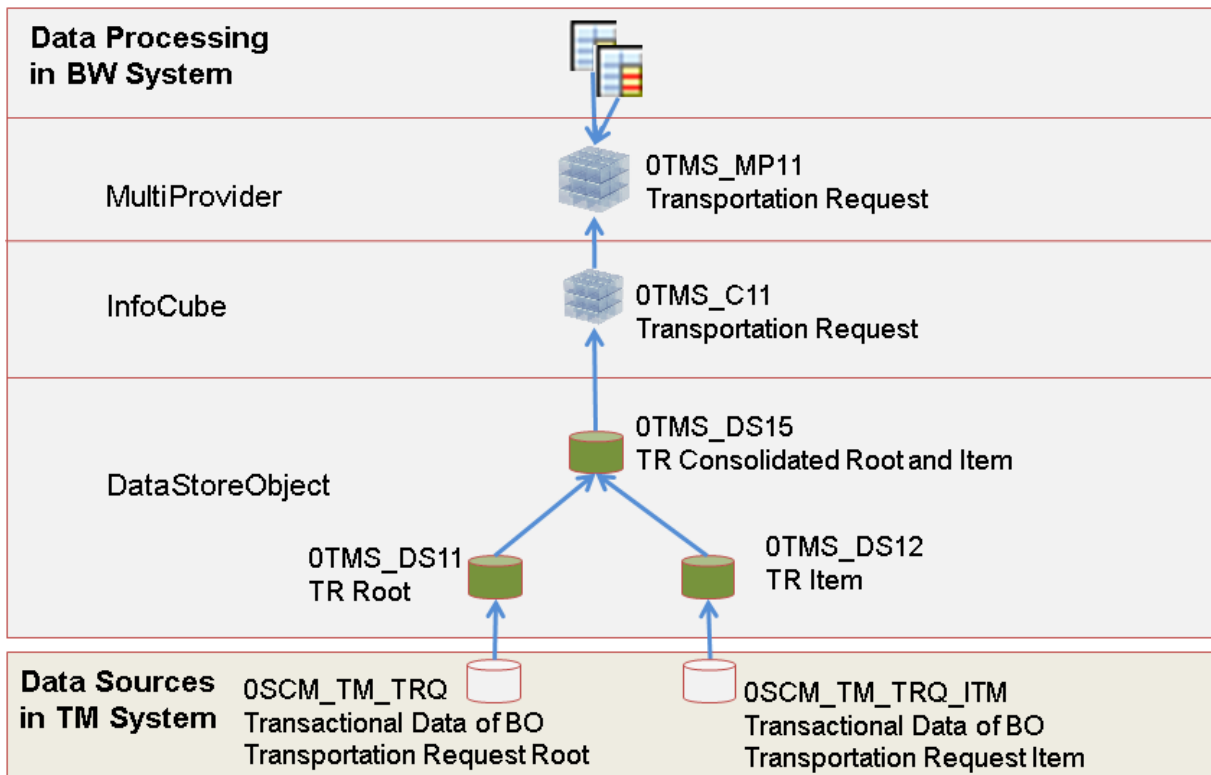 Data Processing
in BW System
MultiProvider
0TMS_MP11
Transportation Request
InfoCube
0TMS_C11
Transportation Request
DataStoreObject
0TMS_DS15
TR Consolidated Root and Item
0TMS_DS11
TR Root
0TMS_DS12
TR Item
Data Sources
in TM System
0SCM_TM_TRQ
Transactional Data of BO
Transportation Request Root
0SCM_TM_TRQ_ITM
Transactional Data of BO
Transportation Request Item